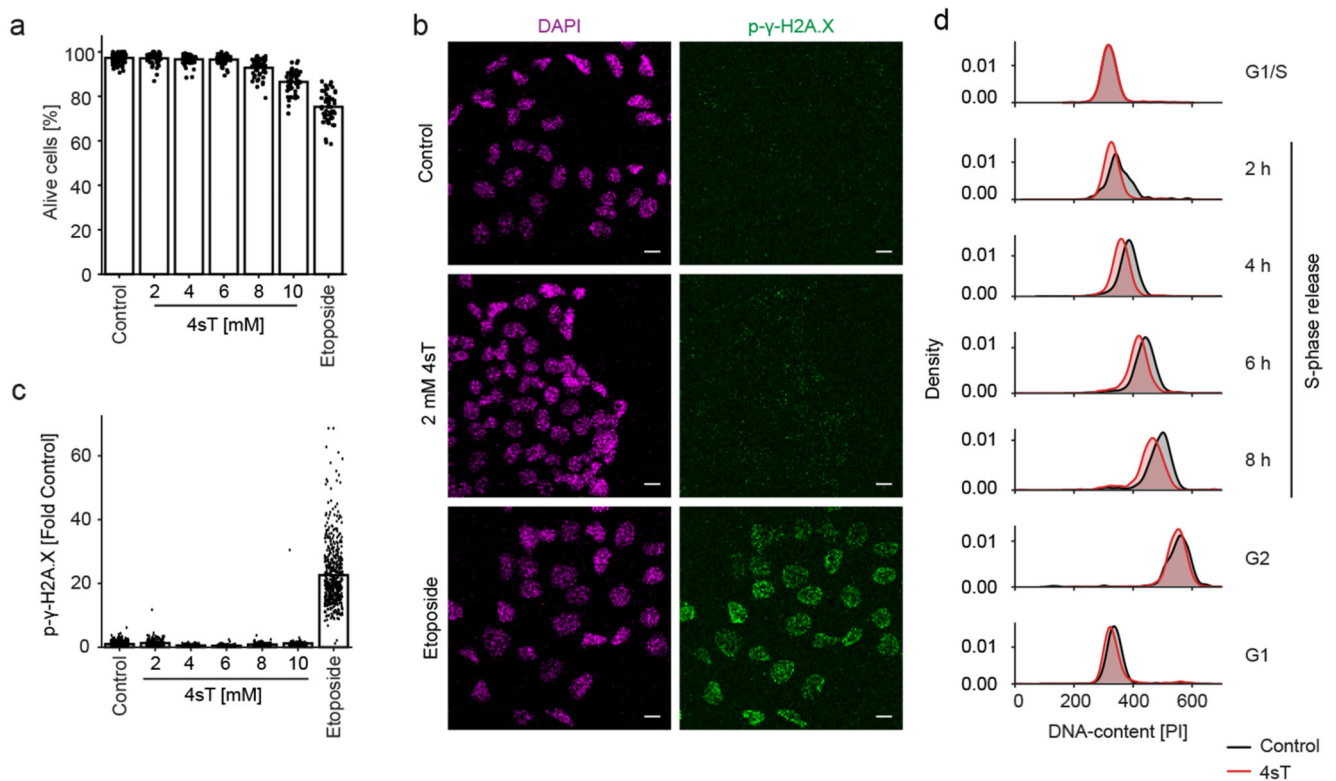 a
Alive cells [%]
100
80
60
40
20
0
Control
2 4 6 8 10
4sT [mM]
Etoposide
b
DAPI
p-γ-H2A.X
Control
2 mM 4sT
Etoposide
c
p-γ-H2A.X [Fold Control]
60
40
20
0
Control
2 4 6 8 10
4sT [mM]
Etoposide
d
Density
0.01
0.00
G1/S
0.01
0.00
2 h
0.01
0.00
4 h
0.01
0.00
6 h
0.01
0.00
8 h
S-phase release
0.01
0.00
G2
0.01
0.00
G1
0 200 400 600
DNA-content [PI]
Control
4sT